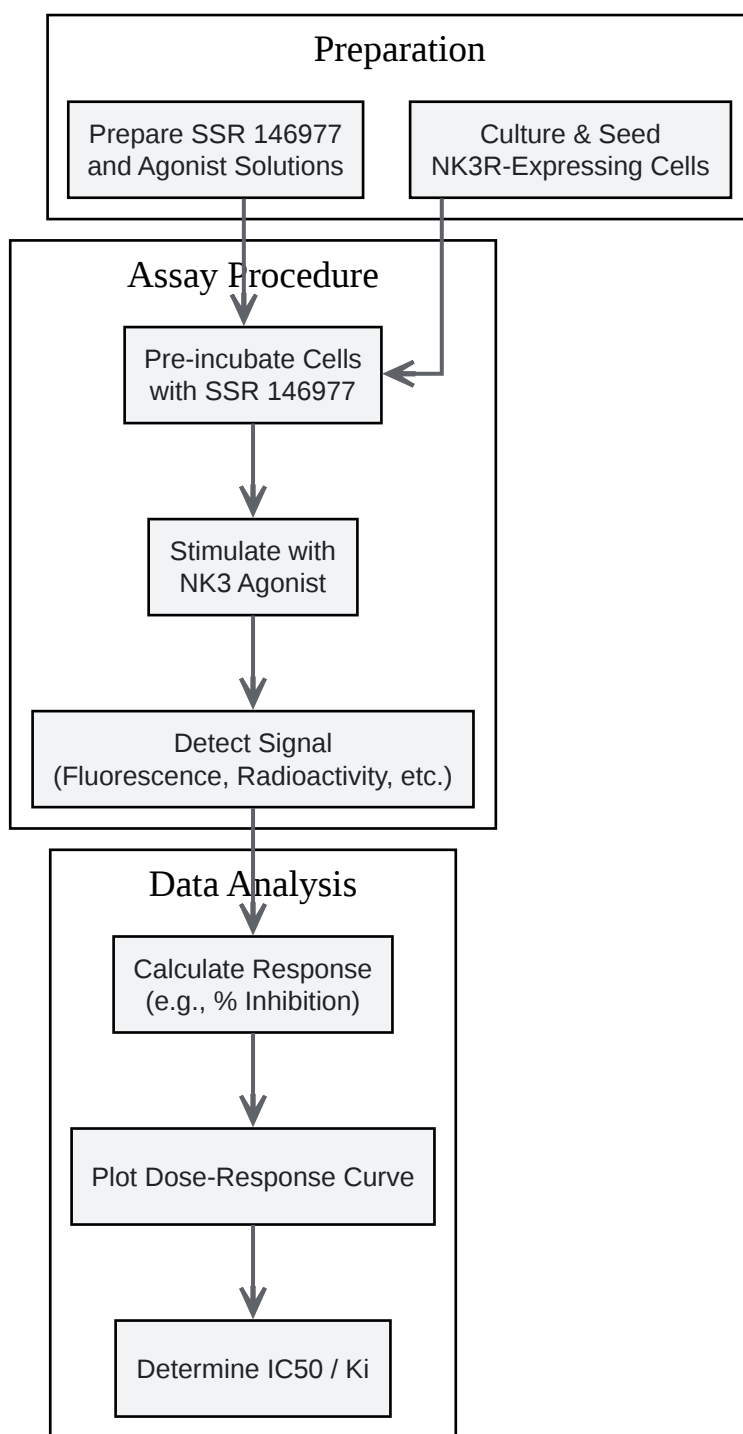 Preparation
Prepare SSR 146977
and Agonist Solutions
Culture & Seed
NK3R-Expressing Cells
Assay Procedure
Pre-incubate Cells
with SSR 146977
Stimulate with
NK3 Agonist
Detect Signal
(Fluorescence, Radioactivity, etc.)
Data Analysis
Calculate Response
(e.g., % Inhibition)
Plot Dose-Response Curve
Determine IC50 / Ki